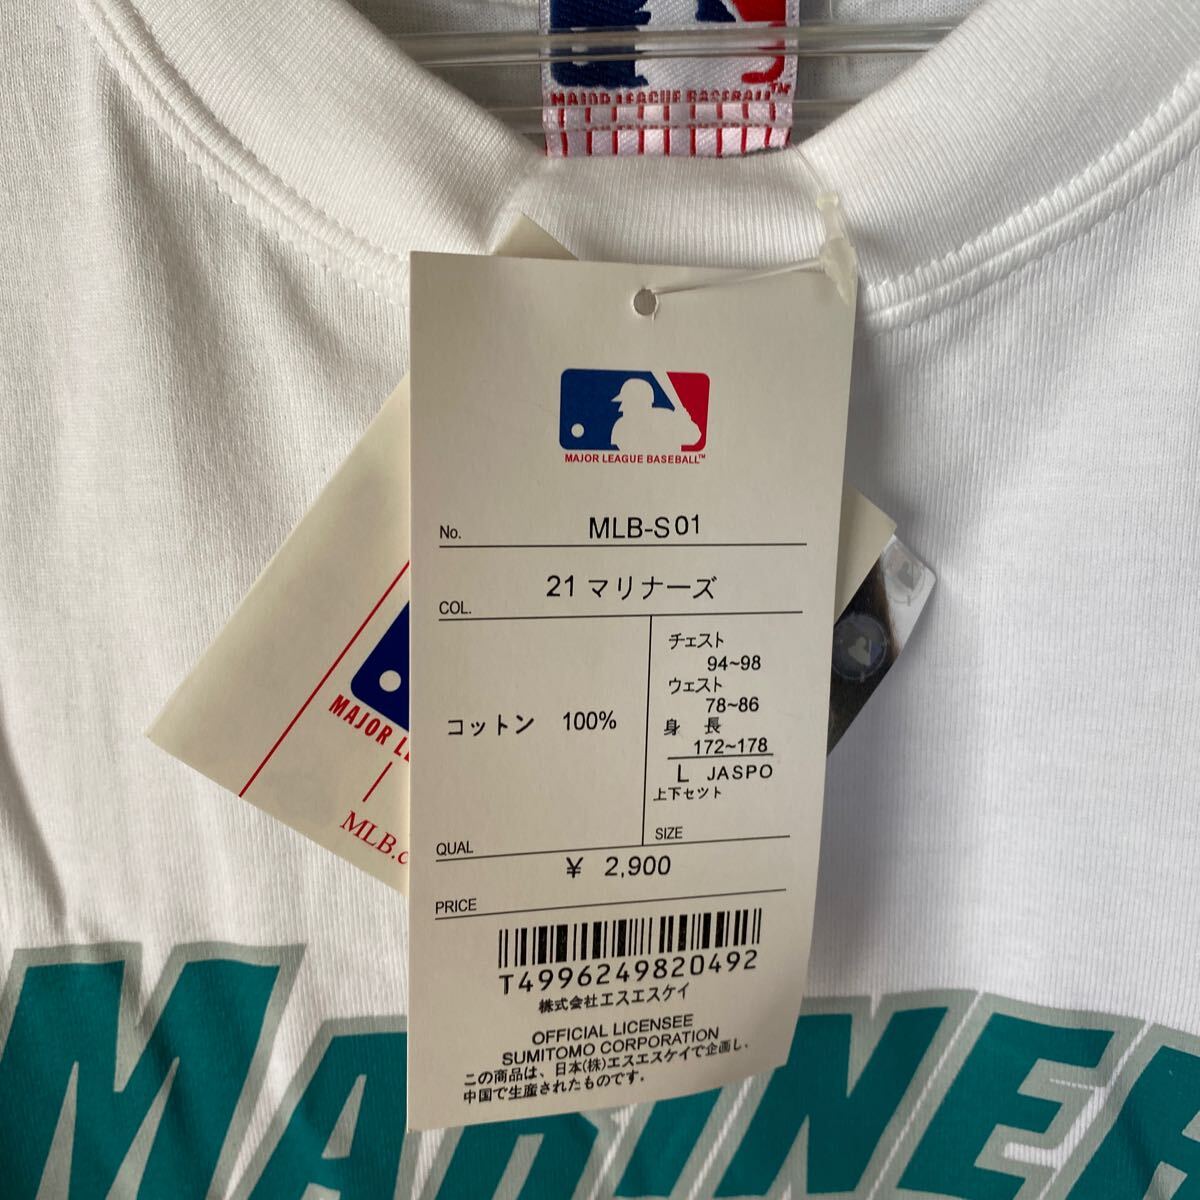 MAJOR LEAGUE BASEBALL™
MAJOR LEAGUE BASEBALL™
No. MLB-S01
COL. 21 マリナーズ
コットン 100%
QUAL
チェスト
94~98
ウェスト
78~86
身 長
172~178
L JASPO
上下セット
SIZE
¥ 2,900
PRICE
T4996249820492
株式会社エスエスケイ
OFFICIAL LICENSEE
SUMITOMO CORPORATION
この商品は、日本(株)エスエスケイで企画し、
中国で生産されたものです。
MAJOR L
MLB.c
MARINER